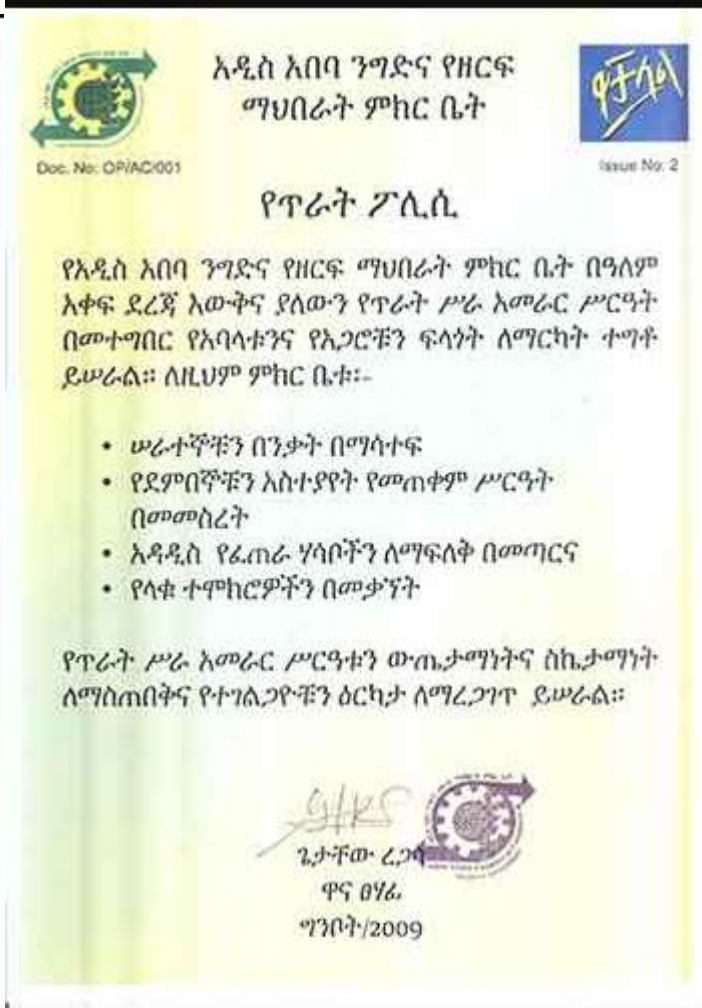 አዲስ አበባ ንግድና የዘርፍ
ማህበራት ምክር ቤት
Doc. No: OP/AC/001
Issue No: 2
የጥራት ፖሊሲ
የአዲስ አበባ ንግድና የዘርፍ ማህበራት ምክር ቤት በዓለም
አቀፍ ደረጃ እውቅና ያለውን የጥራት ሥራ አመራር ሥርዓት
በመተግበር የአባላቱንና የአጋሮቹን ፍላጎት ለማርካት ተግቶ
ይሠራል። ለዚህም ምክር ቤቱ፡-
• ሠራተኞቹን በንቃት በማሳተፍ
• የደምበኞቹን አስተያየት የመጠቀም ሥርዓት
በመመስረት
• አዳዲስ የፈጠራ ሃሳቦችን ለማፍለቅ በመጣርና
• የላቁ ተሞክሮዎችን በመቃኘት
የጥራት ሥራ አመራር ሥርዓቱን ውጤታማነትና ስኬታማነት
ለማስጠበቅና የተገልጋዮቹን ዕርካታ ለማረጋገጥ ይሠራል።
ጌታቸው ረጋሳ
ዋና ፀሃፊ
ግንቦት/2009